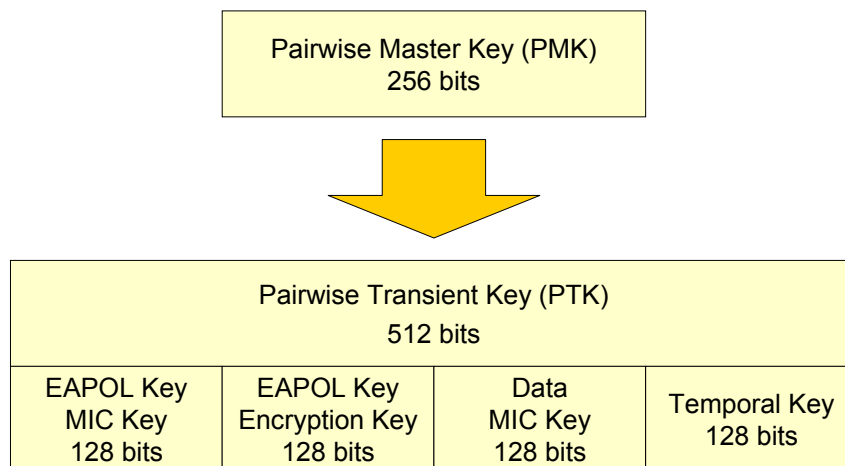 Pairwise Master Key (PMK)
256 bits
Pairwise Transient Key (PTK)
512 bits
EAPOL Key
MIC Key
128 bits
EAPOL Key
Encryption Key
128 bits
Data
MIC Key
128 bits
Temporal Key
128 bits